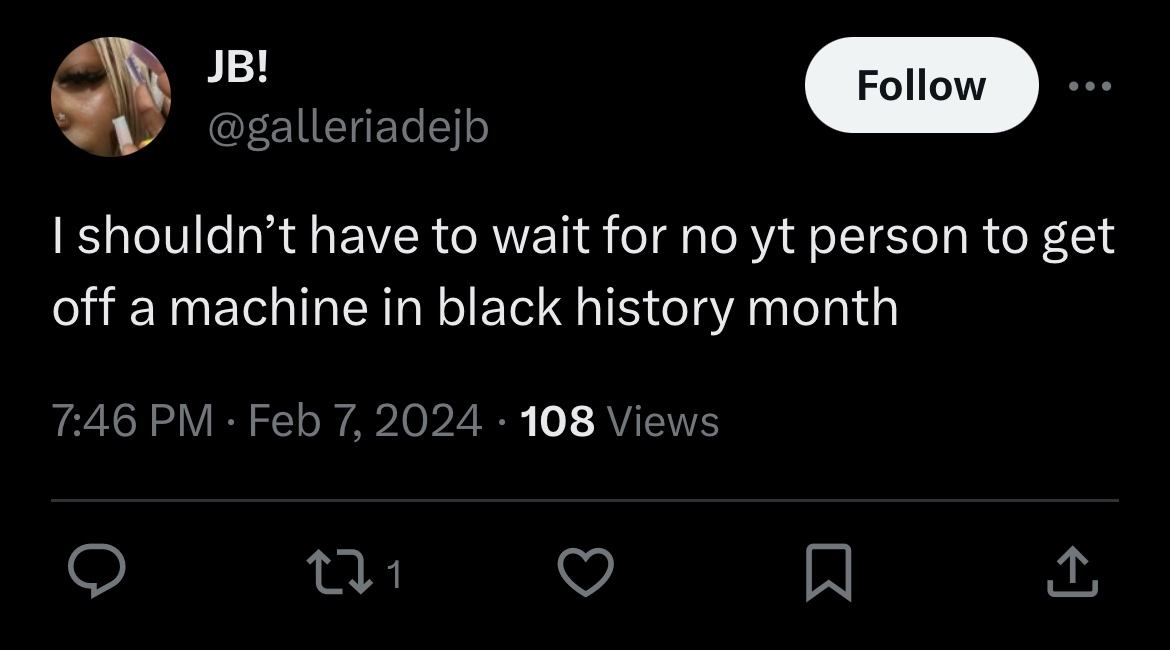 JB!
@galleriadejb
Follow
I shouldn’t have to wait for no yt person to get
off a machine in black history month
7:46 PM · Feb 7, 2024 · 108 Views
1